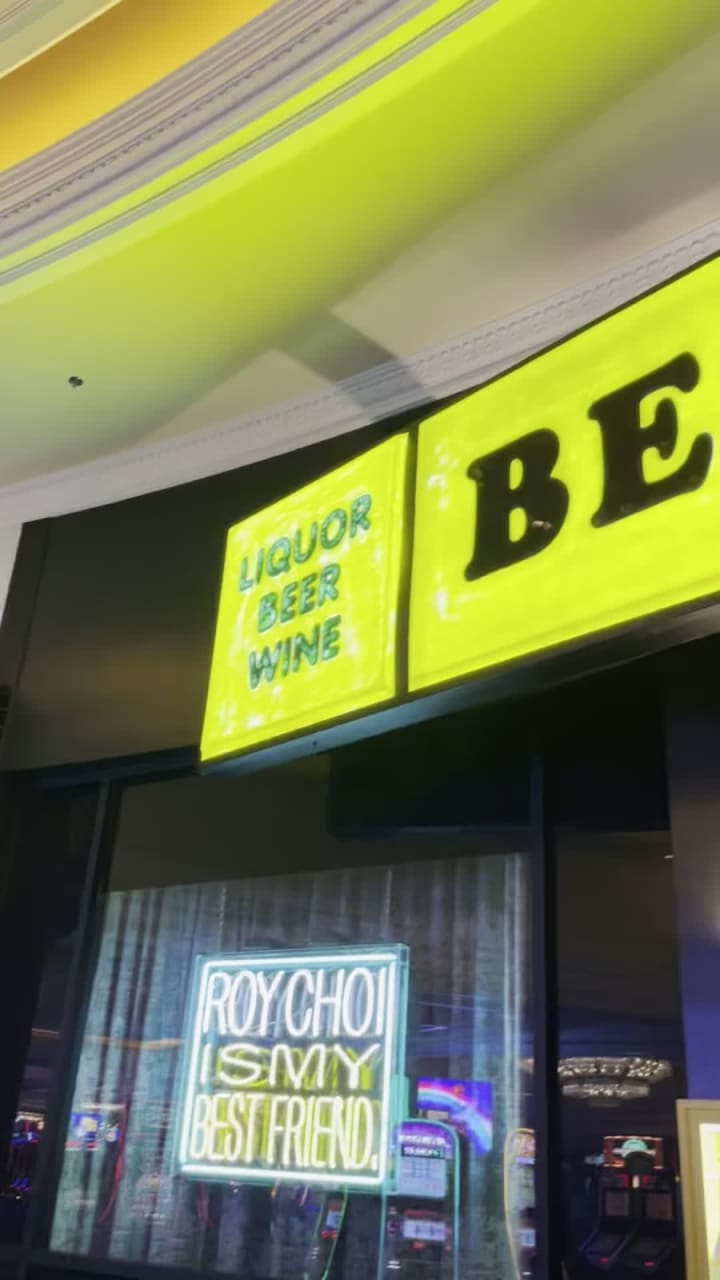 LIQUOR
BEER
WINE
BE
ROY CHOI
IS MY
BEST FRIEND.